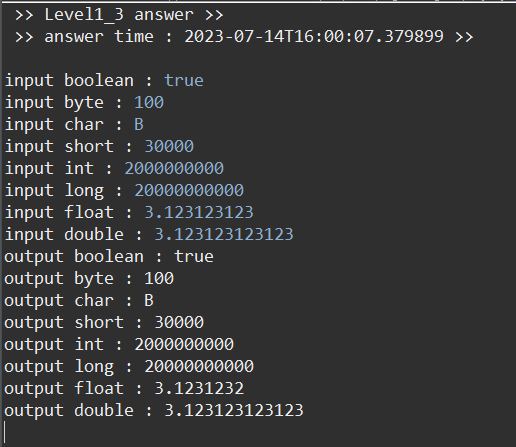 >> Level1_3 answer >>
>> answer time : 2023-07-14T16:00:07.379899 >>
input boolean : true
input byte : 100
input char : B
input short : 30000
input int : 2000000000
input long : 20000000000
input float : 3.123123123
input double : 3.123123123123
output boolean : true
output byte : 100
output char : B
output short : 30000
output int : 2000000000
output long : 20000000000
output float : 3.1231232
output double : 3.123123123123